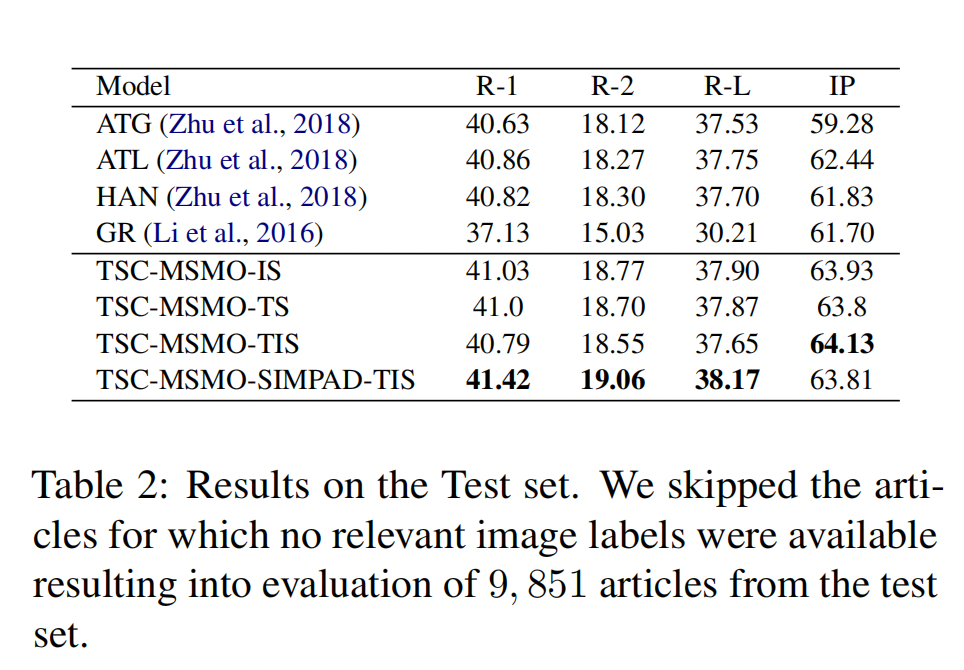 Model R-1 R-2 R-L IP
ATG (Zhu et al., 2018) 40.63 18.12 37.53 59.28
ATL (Zhu et al., 2018) 40.86 18.27 37.75 62.44
HAN (Zhu et al., 2018) 40.82 18.30 37.70 61.83
GR (Li et al., 2016) 37.13 15.03 30.21 61.70
TSC-MSMO-IS 41.03 18.77 37.90 63.93
TSC-MSMO-TS 41.0 18.70 37.87 63.8
TSC-MSMO-TIS 40.79 18.55 37.65 64.13
TSC-MSMO-SIMPAD-TIS 41.42 19.06 38.17 63.81
Table 2: Results on the Test set. We skipped the arti-
cles for which no relevant image labels were available
resulting into evaluation of 9, 851 articles from the test
set.